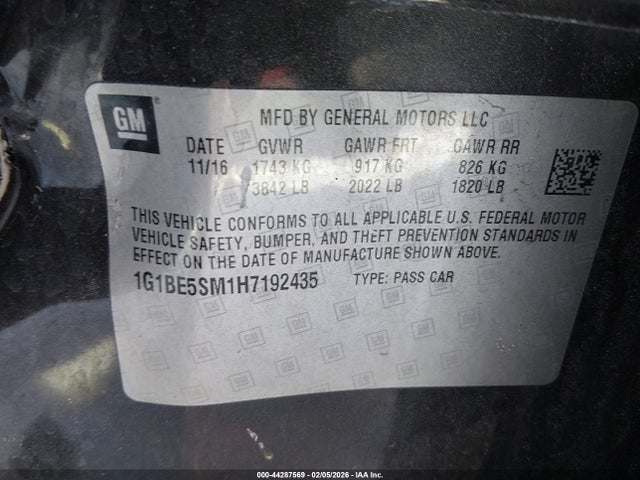 GM
MFD BY GENERAL MOTORS LLC
DATE GVWR GAWR FRT GAWR RR
11/16 1743 KG 917 KG 826 KG
3842 LB 2022 LB 1820 LB
THIS VEHICLE CONFORMS TO ALL APPLICABLE U.S. FEDERAL MOTOR
VEHICLE SAFETY, BUMPER, AND THEFT PREVENTION STANDARDS IN
EFFECT ON THE DATE OF MANUFACTURE SHOWN ABOVE.
1G1BE5SM1H7192435 TYPE: PASS CAR
000-44287569 - 02/05/2026 - IAA Inc.